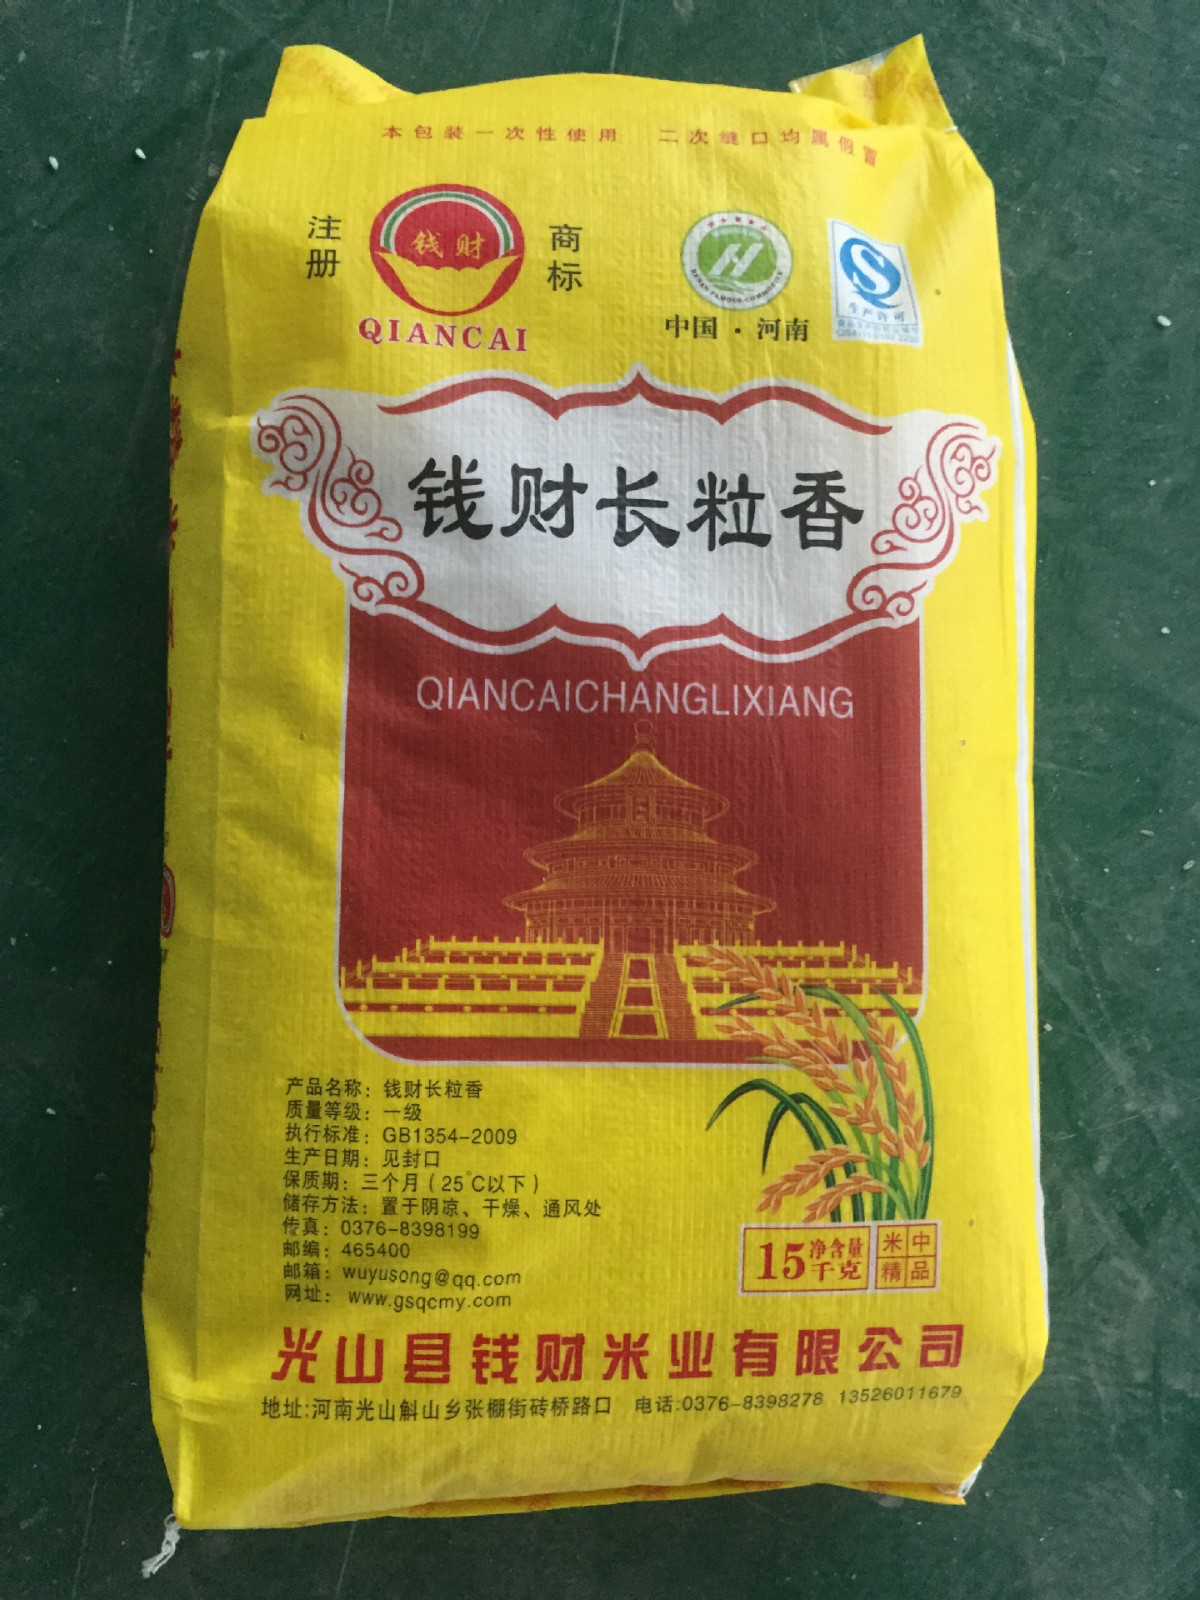 本包装一次性使用 二次缝口均属假冒
注册
钱财
商标
QIANCAI
HENAN FAMOUS COMMODITY
中国·河南
生产许可
钱财长粒香
QIANCAICHANGLIXIANG
产品名称：钱财长粒香
质量等级：一级
执行标准：GB1354-2009
生产日期：见封口
保质期：三个月（25°C以下）
储存方法：置于阴凉、干燥、通风处
传真：0376-8398199
邮编：465400
邮箱：wuyusong@qq.com
网址：www.gsqcmy.com
15 净含量 千克
米中
精品
光山县钱财米业有限公司
地址:河南光山斛山乡张棚街砖桥路口 电话:0376-8398278 13526011679